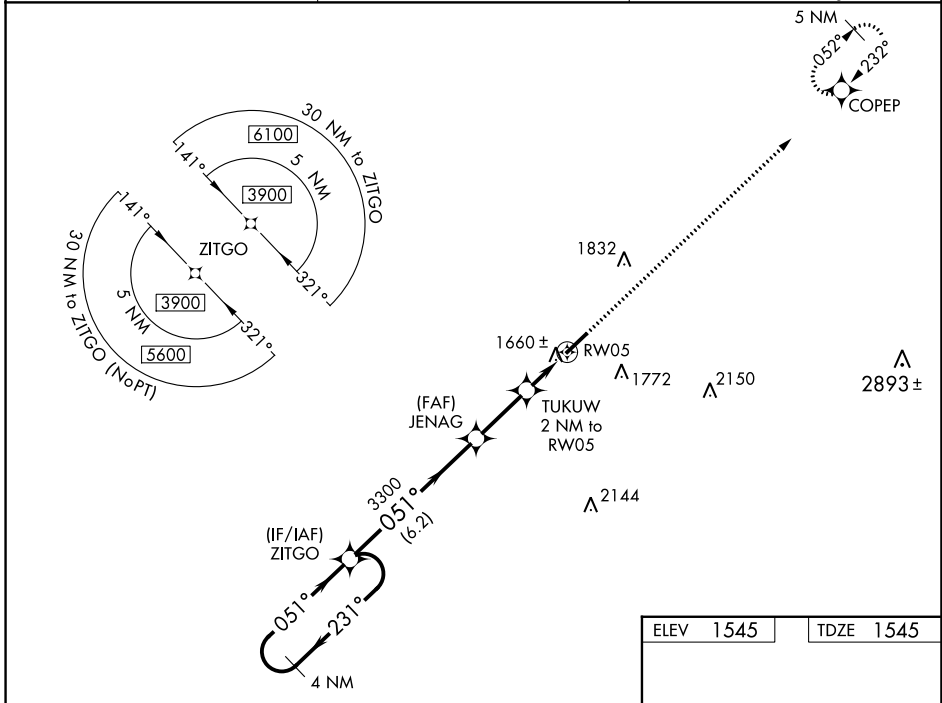 5 NM
052°
232°
COPEP
30 NM to ZITGO
6100
5 NM
3900
141°
321°
ZITGO
141°
30 NM to ZITGO (NoPT)
5 NM
3900
5600
321°
1832
1660 ±
RW05
1772
2150
2893 ±
(FAF)
JENAG
TUKUW
2 NM to
RW05
2144
3300
051°
(6.2)
(IF/IAF)
ZITGO
051°
231°
4 NM
ELEV 1545
TDZE 1545